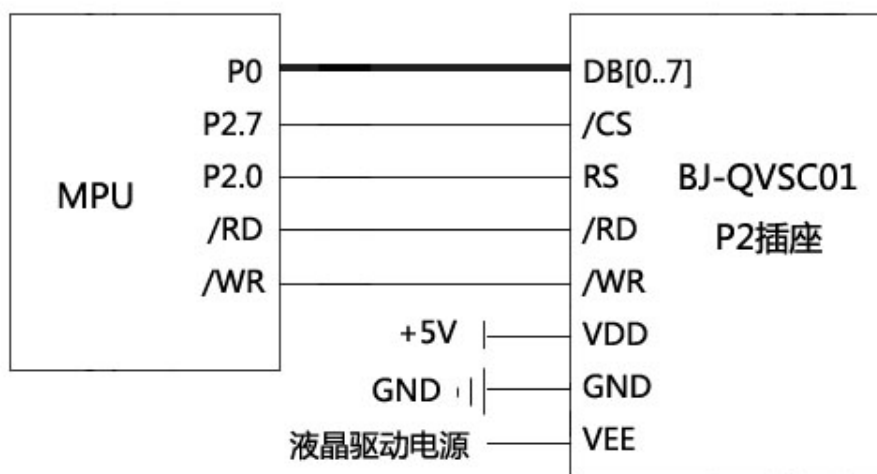 P0 DB[0..7]
P2.7 /CS
P2.0 RS BJ-QVSC01
MPU
/RD /RD P2插座
/WR /WR
+5V VDD
GND GND
液晶驱动电源 VEE